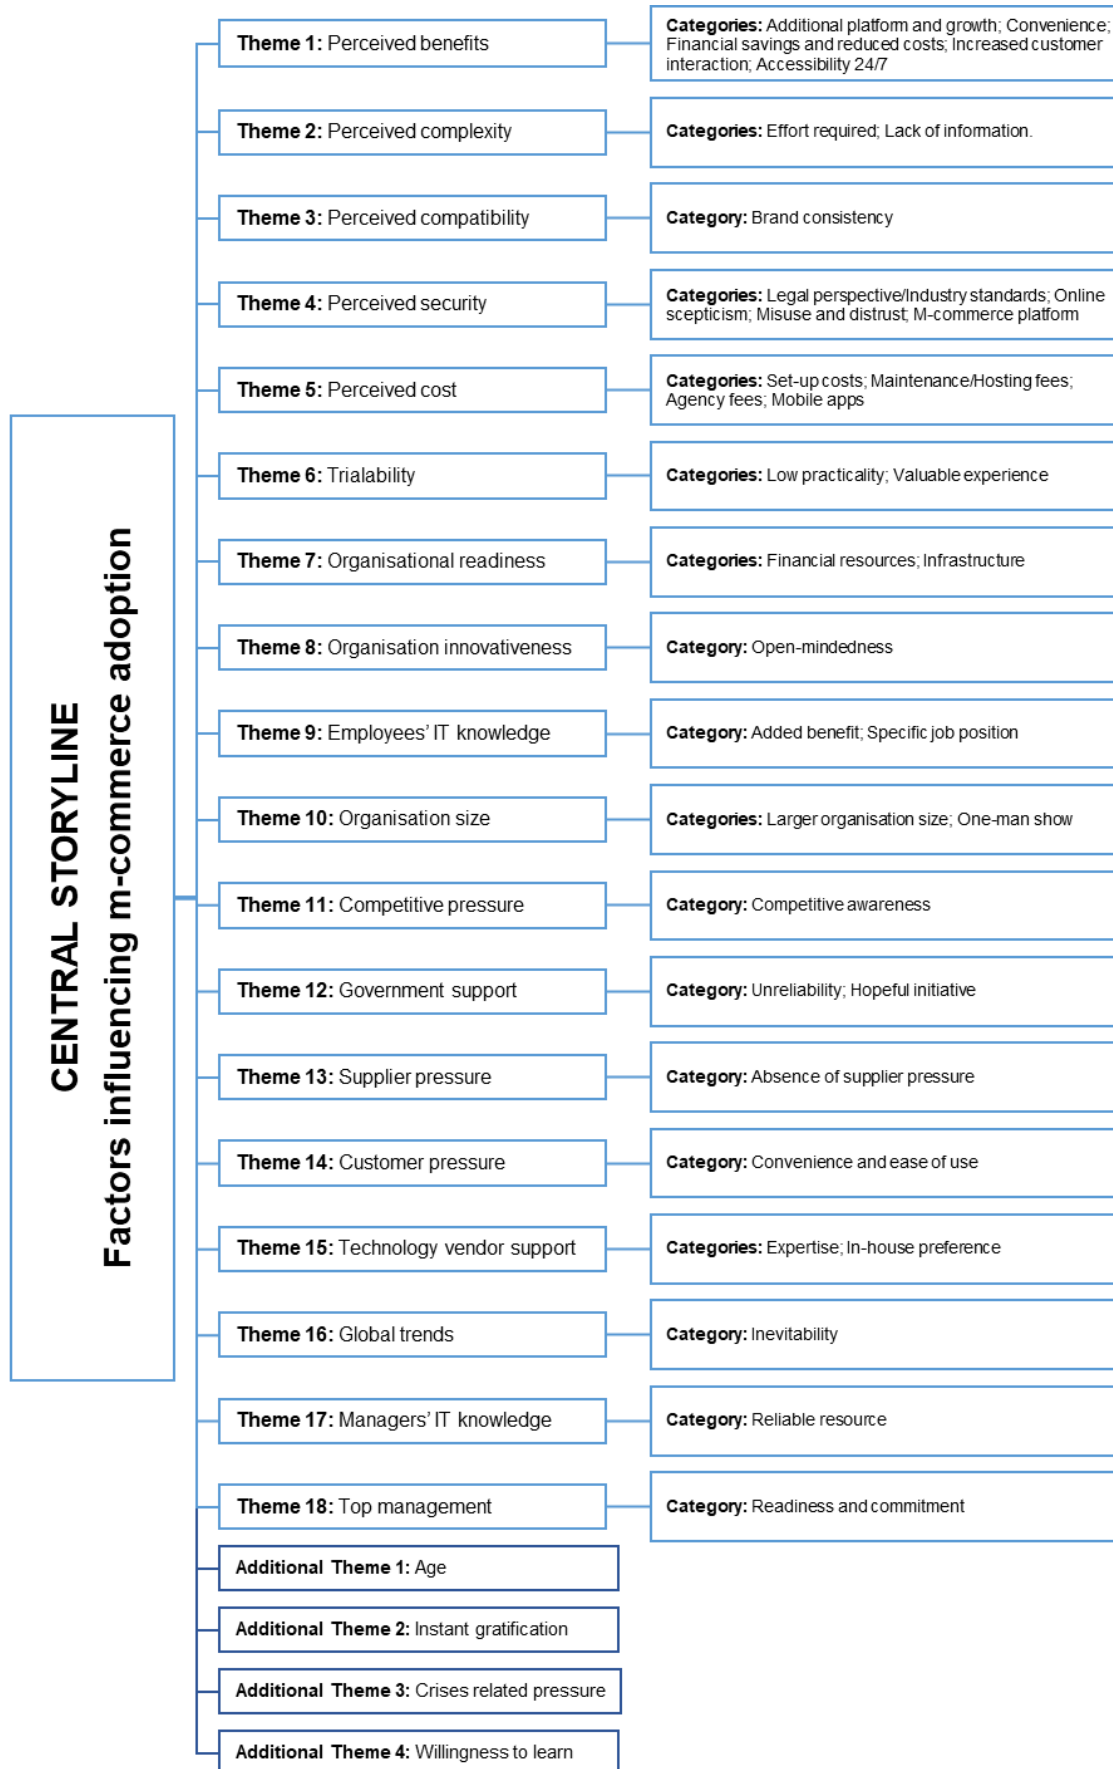 CENTRAL STORYLINE
Factors influencing m-commerce adoption
Theme 1: Perceived benefits
Categories: Additional platform and growth; Convenience;
Financial savings and reduced costs; Increased customer
interaction; Accessibility 24/7
Theme 2: Perceived complexity
Categories: Effort required; Lack of information.
Theme 3: Perceived compatibility
Category: Brand consistency
Theme 4: Perceived security
Categories: Legal perspective/Industry standards; Online
scepticism; Misuse and distrust; M-commerce platform
Theme 5: Perceived cost
Categories: Set-up costs; Maintenance/Hosting fees;
Agency fees; Mobile apps
Theme 6: Trialability
Categories: Low practicality; Valuable experience
Theme 7: Organisational readiness
Categories: Financial resources; Infrastructure
Theme 8: Organisation innovativeness
Category: Open-mindedness
Theme 9: Employees' IT knowledge
Category: Added benefit; Specific job position
Theme 10: Organisation size
Categories: Larger organisation size; One-man show
Theme 11: Competitive pressure
Category: Competitive awareness
Theme 12: Government support
Category: Unreliability; Hopeful initiative
Theme 13: Supplier pressure
Category: Absence of supplier pressure
Theme 14: Customer pressure
Category: Convenience and ease of use
Theme 15: Technology vendor support
Categories: Expertise; In-house preference
Theme 16: Global trends
Category: Inevitability
Theme 17: Managers' IT knowledge
Category: Reliable resource
Theme 18: Top management
Category: Readiness and commitment
Additional Theme 1: Age
Additional Theme 2: Instant gratification
Additional Theme 3: Crises related pressure
Additional Theme 4: Willingness to learn